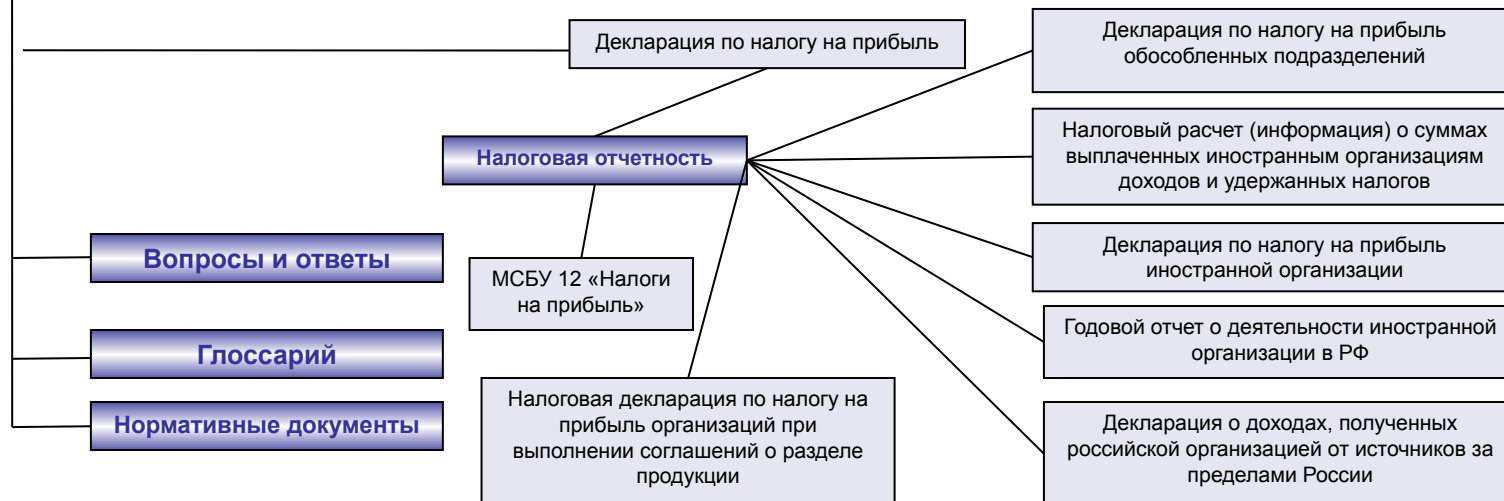 Декларация по налогу на прибыль
Декларация по налогу на прибыль
обособленных подразделений
Налоговая отчетность
Налоговый расчет (информация) о суммах
выплаченных иностранным организациям
доходов и удержанных налогов
Вопросы и ответы
МСБУ 12 «Налоги
на прибыль»
Декларация по налогу на прибыль
иностранной организации
Годовой отчет о деятельности иностранной
организации в РФ
Глоссарий
Нормативные документы
Налоговая декларация по налогу на
прибыль организаций при
выполнении соглашений о разделе
продукции
Декларация о доходах, полученных
российской организацией от источников за
пределами России